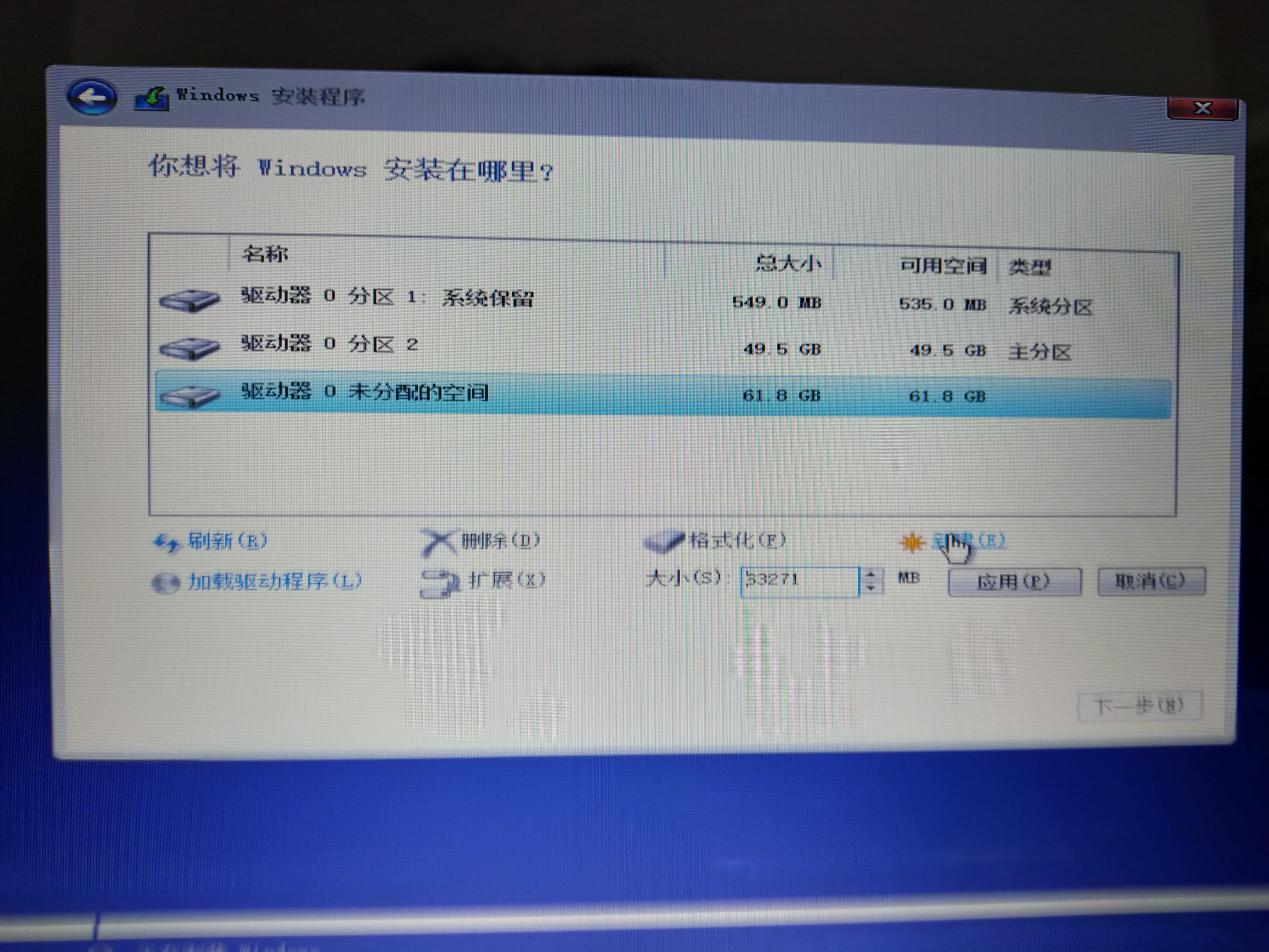 Windows 安装程序
你想将 Windows 安装在哪里?
名称 总大小 可用空间 类型
驱动器 0 分区 1: 系统保留 549.0 MB 535.0 MB 系统分区
驱动器 0 分区 2 49.5 GB 49.5 GB 主分区
驱动器 0 未分配的空间 61.8 GB 61.8 GB
刷新(R) 删除(D) 格式化(F) 新建(E)
加载驱动程序(L) 扩展(X) 大小(S): 63271 MB 应用(P) 取消(C)
下一步(N)
正在安装 Windows